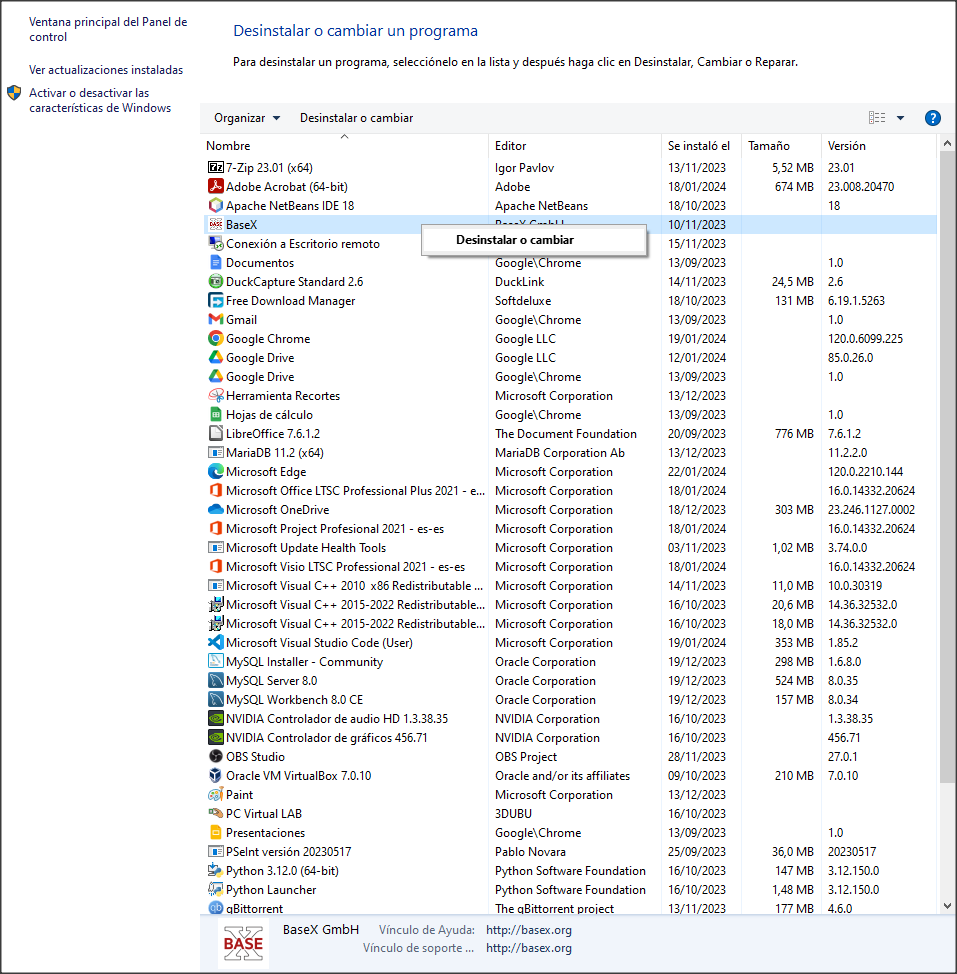 Ventana principal del Panel de
control
Ver actualizaciones instaladas
Activar o desactivar las
características de Windows
Desinstalar o cambiar un programa
Para desinstalar un programa, selecciónelo en la lista y después haga clic en Desinstalar, Cambiar o Reparar.
Organizar Desinstalar o cambiar ?
Nombre Editor Se instaló el Tamaño Versión
7z 7-Zip 23.01 (x64) Igor Pavlov 13/11/2023 5,52 MB 23.01
Adobe Acrobat (64-bit) Adobe 18/01/2024 674 MB 23.008.20470
Apache NetBeans IDE 18 Apache NetBeans 18/10/2023 18
BASE BaseX BaseX GmbH 10/11/2023
Desinstalar o cambiar
Conexión a Escritorio remoto 15/11/2023
Documentos Google\Chrome 13/09/2023 1.0
DuckCapture Standard 2.6 DuckLink 14/11/2023 24,5 MB 2.6
Free Download Manager Softdeluxe 18/10/2023 131 MB 6.19.1.5263
Gmail Google\Chrome 13/09/2023 1.0
Google Chrome Google LLC 19/01/2024 120.0.6099.225
Google Drive Google LLC 12/01/2024 85.0.26.0
Google Drive Google\Chrome 13/09/2023 1.0
Herramienta Recortes Microsoft Corporation 13/12/2023
Hojas de cálculo Google\Chrome 13/09/2023 1.0
LibreOffice 7.6.1.2 The Document Foundation 20/09/2023 776 MB 7.6.1.2
MariaDB 11.2 (x64) MariaDB Corporation Ab 13/12/2023 11.2.2.0
Microsoft Edge Microsoft Corporation 22/01/2024 120.0.2210.144
Microsoft Office LTSC Professional Plus 2021 - e... Microsoft Corporation 18/01/2024 16.0.14332.20624
Microsoft OneDrive Microsoft Corporation 18/12/2023 303 MB 23.246.1127.0002
Microsoft Project Profesional 2021 - es-es Microsoft Corporation 18/01/2024 16.0.14332.20624
Microsoft Update Health Tools Microsoft Corporation 03/11/2023 1,02 MB 3.74.0.0
Microsoft Visio LTSC Professional 2021 - es-es Microsoft Corporation 18/01/2024 16.0.14332.20624
Microsoft Visual C++ 2010 x86 Redistributable ... Microsoft Corporation 14/11/2023 11,0 MB 10.0.30319
Microsoft Visual C++ 2015-2022 Redistributable... Microsoft Corporation 16/10/2023 20,6 MB 14.36.32532.0
Microsoft Visual C++ 2015-2022 Redistributable... Microsoft Corporation 16/10/2023 18,0 MB 14.36.32532.0
Microsoft Visual Studio Code (User) Microsoft Corporation 19/01/2024 353 MB 1.85.2
MySQL Installer - Community Oracle Corporation 19/12/2023 298 MB 1.6.8.0
MySQL Server 8.0 Oracle Corporation 19/12/2023 524 MB 8.0.35
MySQL Workbench 8.0 CE Oracle Corporation 19/12/2023 157 MB 8.0.34
NVIDIA Controlador de audio HD 1.3.38.35 NVIDIA Corporation 16/10/2023 1.3.38.35
NVIDIA Controlador de gráficos 456.71 NVIDIA Corporation 16/10/2023 456.71
OBS Studio OBS Project 28/11/2023 27.0.1
Oracle VM VirtualBox 7.0.10 Oracle and/or its affiliates 09/10/2023 210 MB 7.0.10
Paint Microsoft Corporation 13/12/2023
PC Virtual LAB 3DUBU 16/10/2023
Presentaciones Google\Chrome 13/09/2023 1.0
PSeInt versión 20230517 Pablo Novara 25/09/2023 36,0 MB 20230517
Python 3.12.0 (64-bit) Python Software Foundation 16/10/2023 147 MB 3.12.150.0
Python Launcher Python Software Foundation 16/10/2023 1,48 MB 3.12.150.0
qb qBittorrent The qBittorrent project 13/11/2023 177 MB 4.6.0
BASE X BaseX GmbH Vínculo de Ayuda: http://basex.org
Vínculo de soporte ... http://basex.org